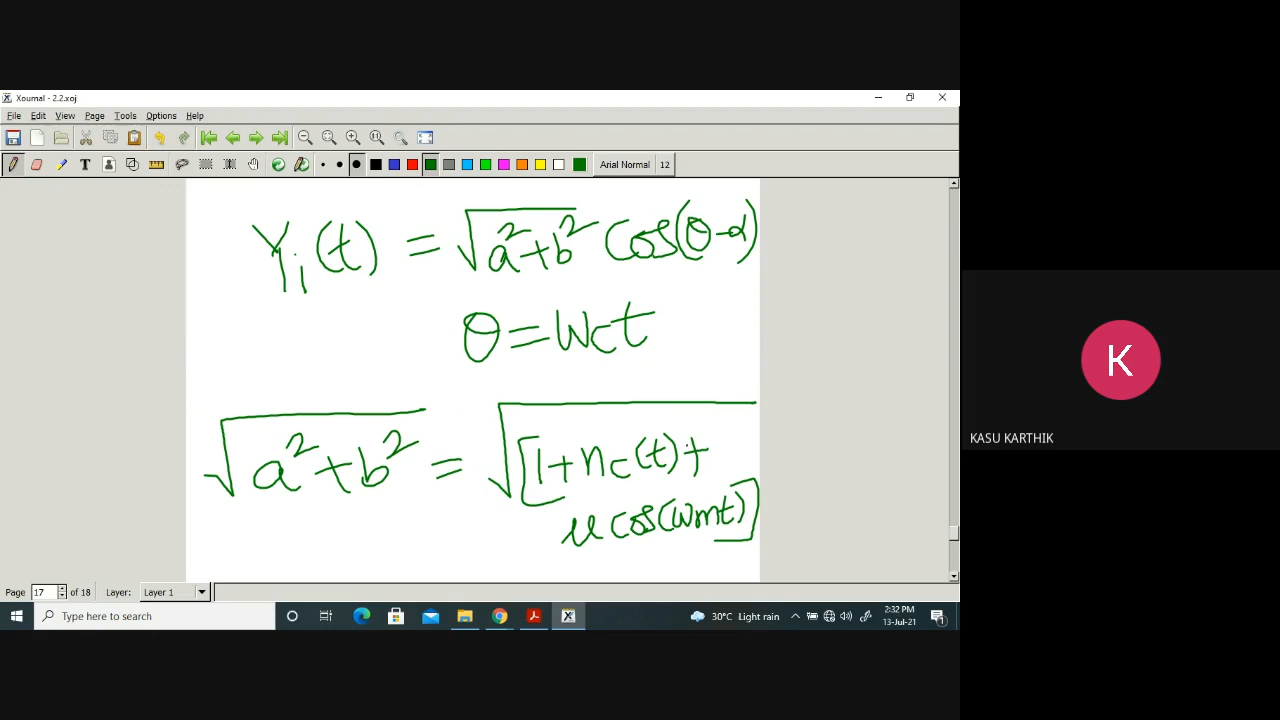 Xournal - 2.2.xoj
File Edit View Page Tools Options Help
Arial Normal 12
Yi(t) = √(a²+b²) Cos(θ-α)
θ = Wct
√(a²+b²) = √[1+nc(t)+
μ Cos(wmt)]
K
KASU KARTHIK
Page 17 of 18 Layer: Layer 1
Type here to search
30°C Light rain
2:32 PM
13-Jul-21
1